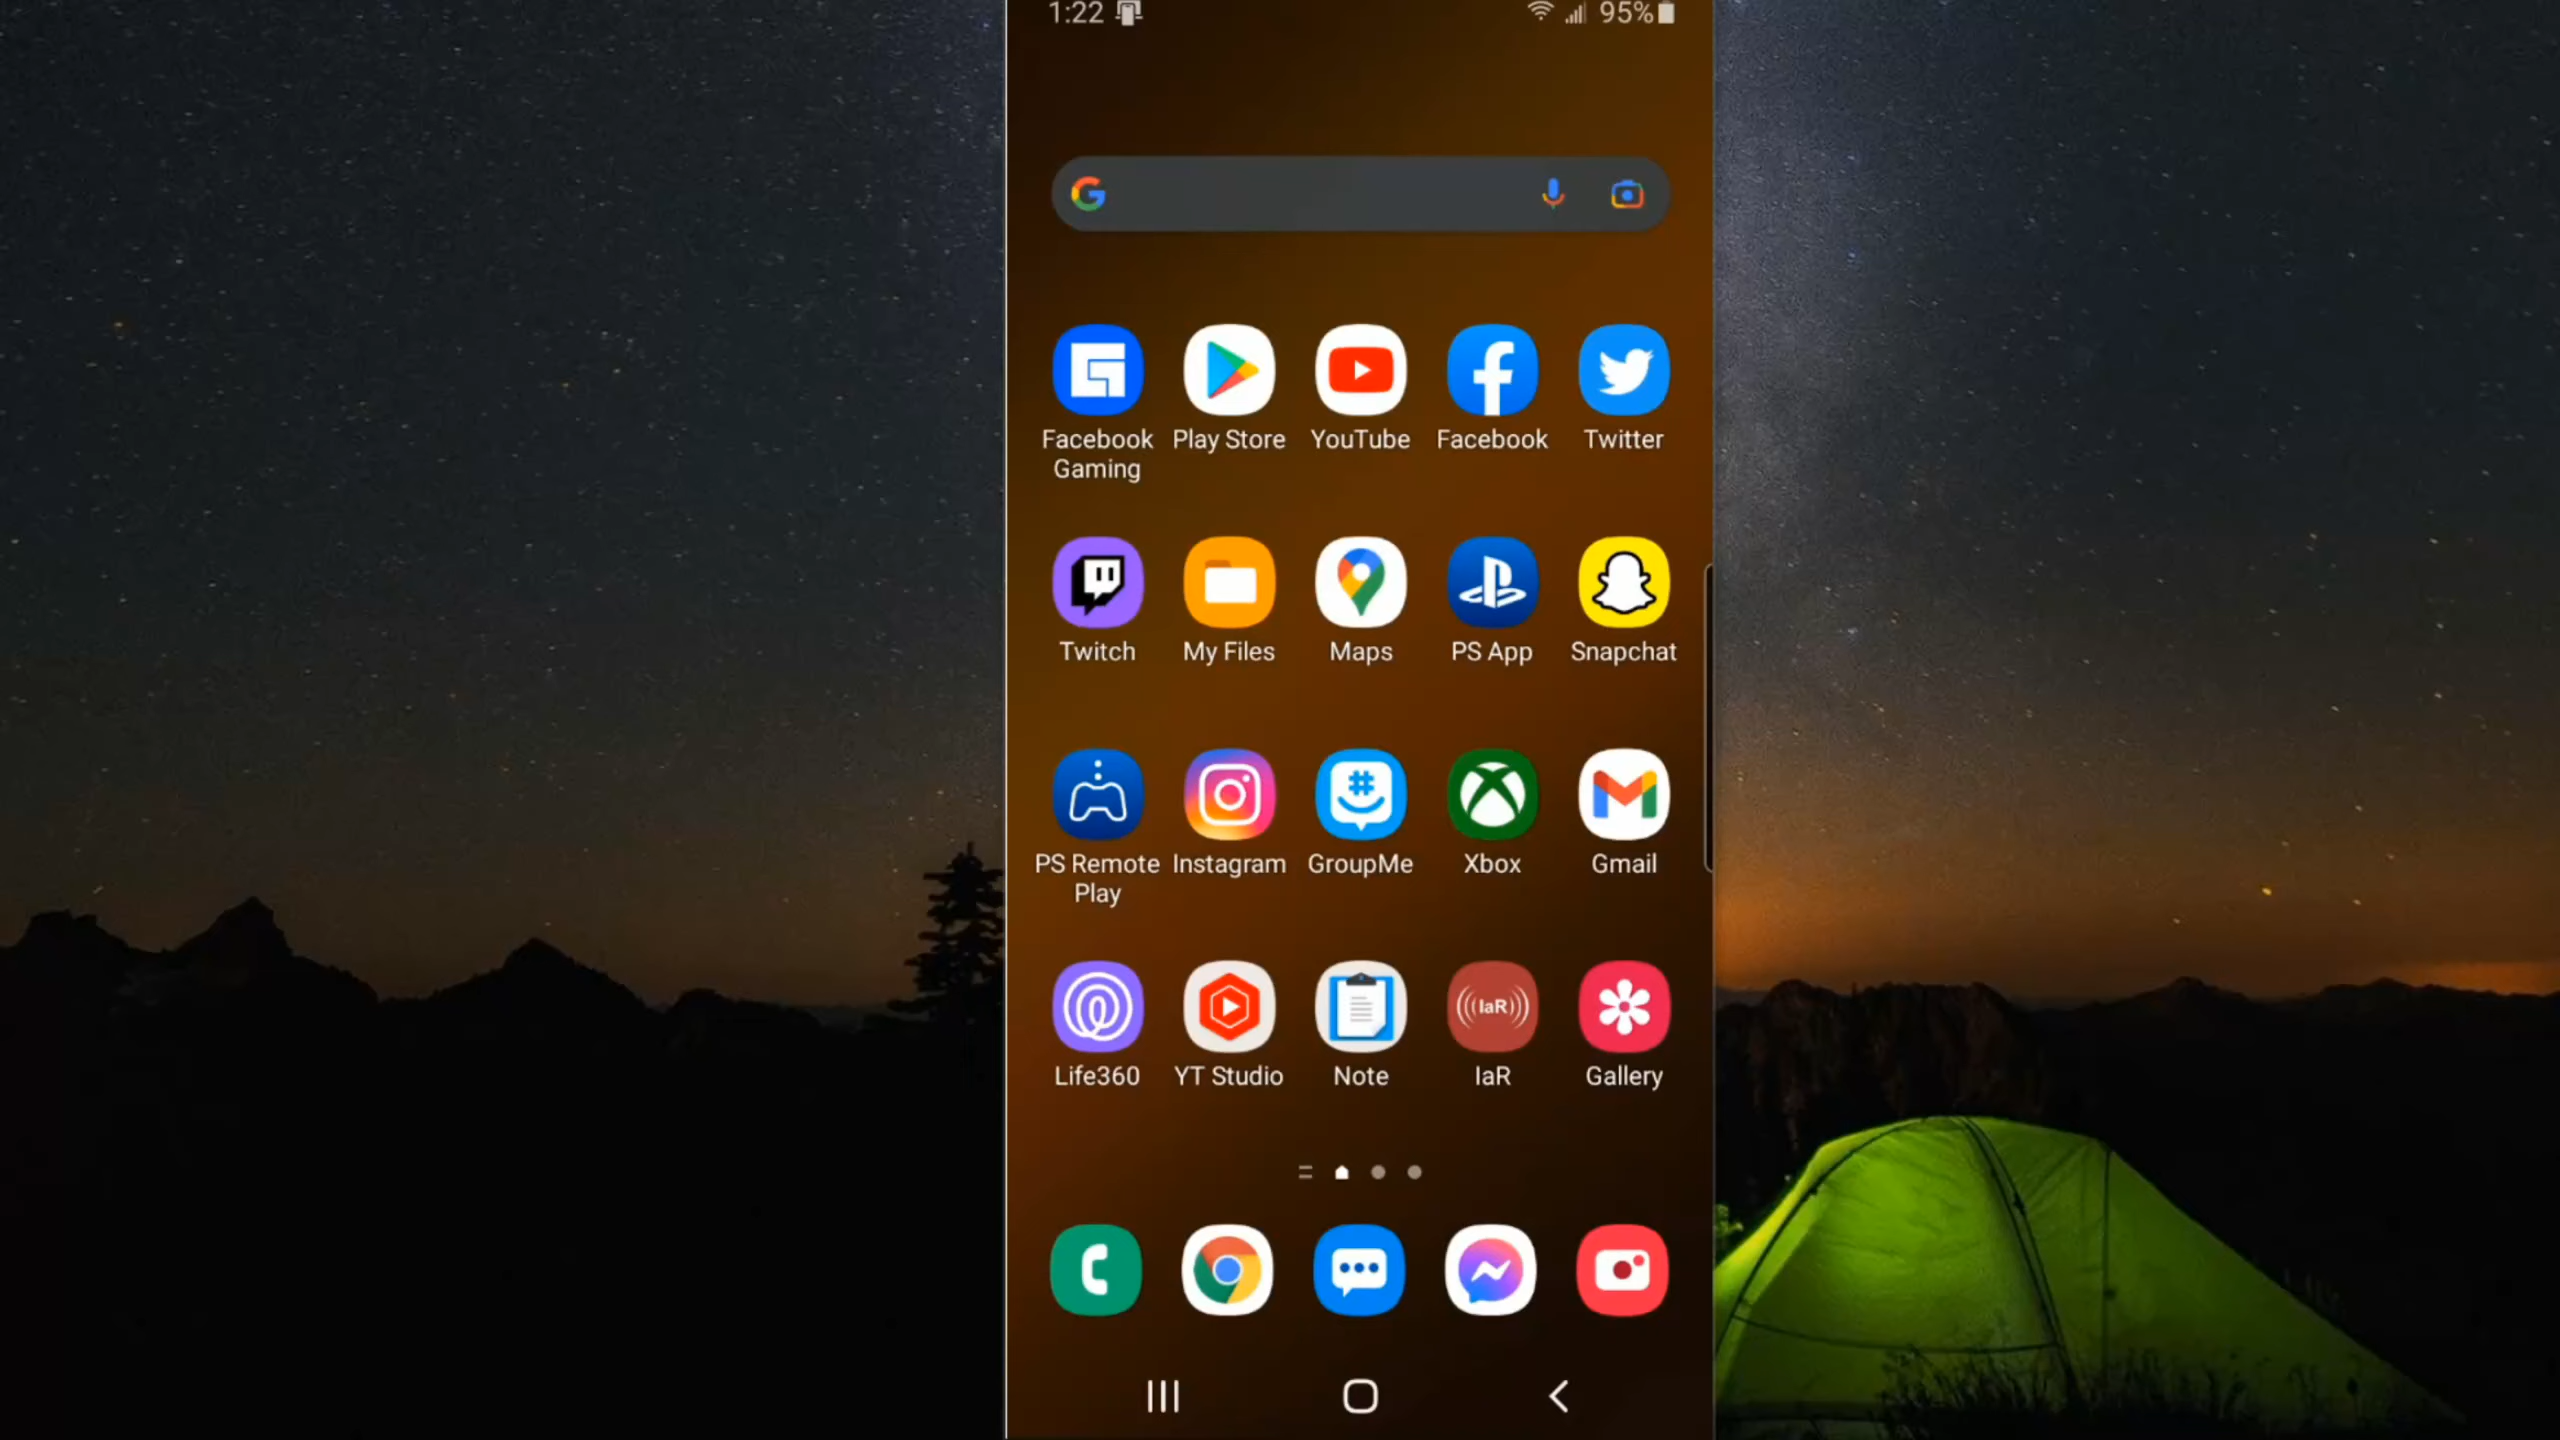 1:22
95%
Facebook Gaming
Play Store
YouTube
Facebook
Twitter
Twitch
My Files
Maps
PS App
Snapchat
PS Remote Play
Instagram
GroupMe
Xbox
Gmail
IaR
Life360
YT Studio
Note
IaR
Gallery